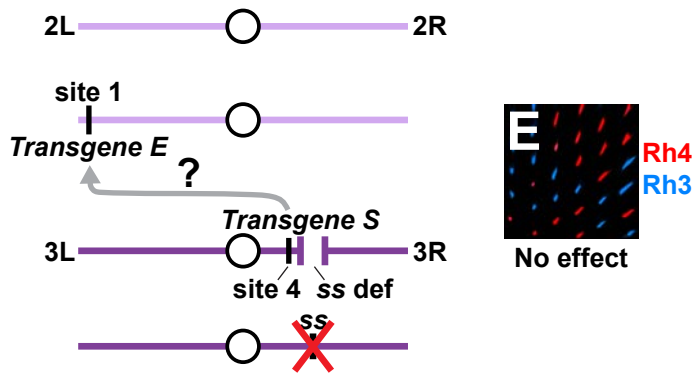 2L 2R
site 1
Transgene E
?
Transgene S
3L 3R
site 4 ss def
ss
E
Rh4
Rh3
No effect